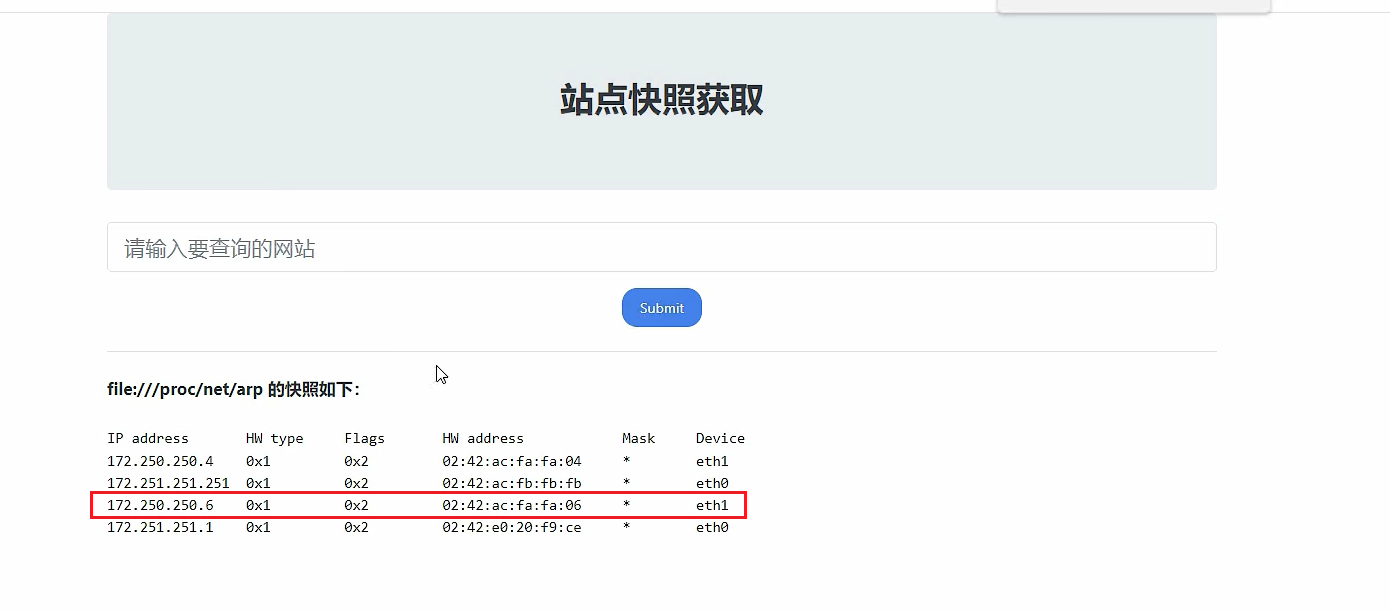 站点快照获取
请输入要查询的网站
Submit
file:///proc/net/arp 的快照如下：
IP address HW type Flags HW address Mask Device
172.250.250.4 0x1 0x2 02:42:ac:fa:fa:04 * eth1
172.251.251.251 0x1 0x2 02:42:ac:fb:fb:fb * eth0
172.250.250.6 0x1 0x2 02:42:ac:fa:fa:06 * eth1
172.251.251.1 0x1 0x2 02:42:e0:20:f9:ce * eth0